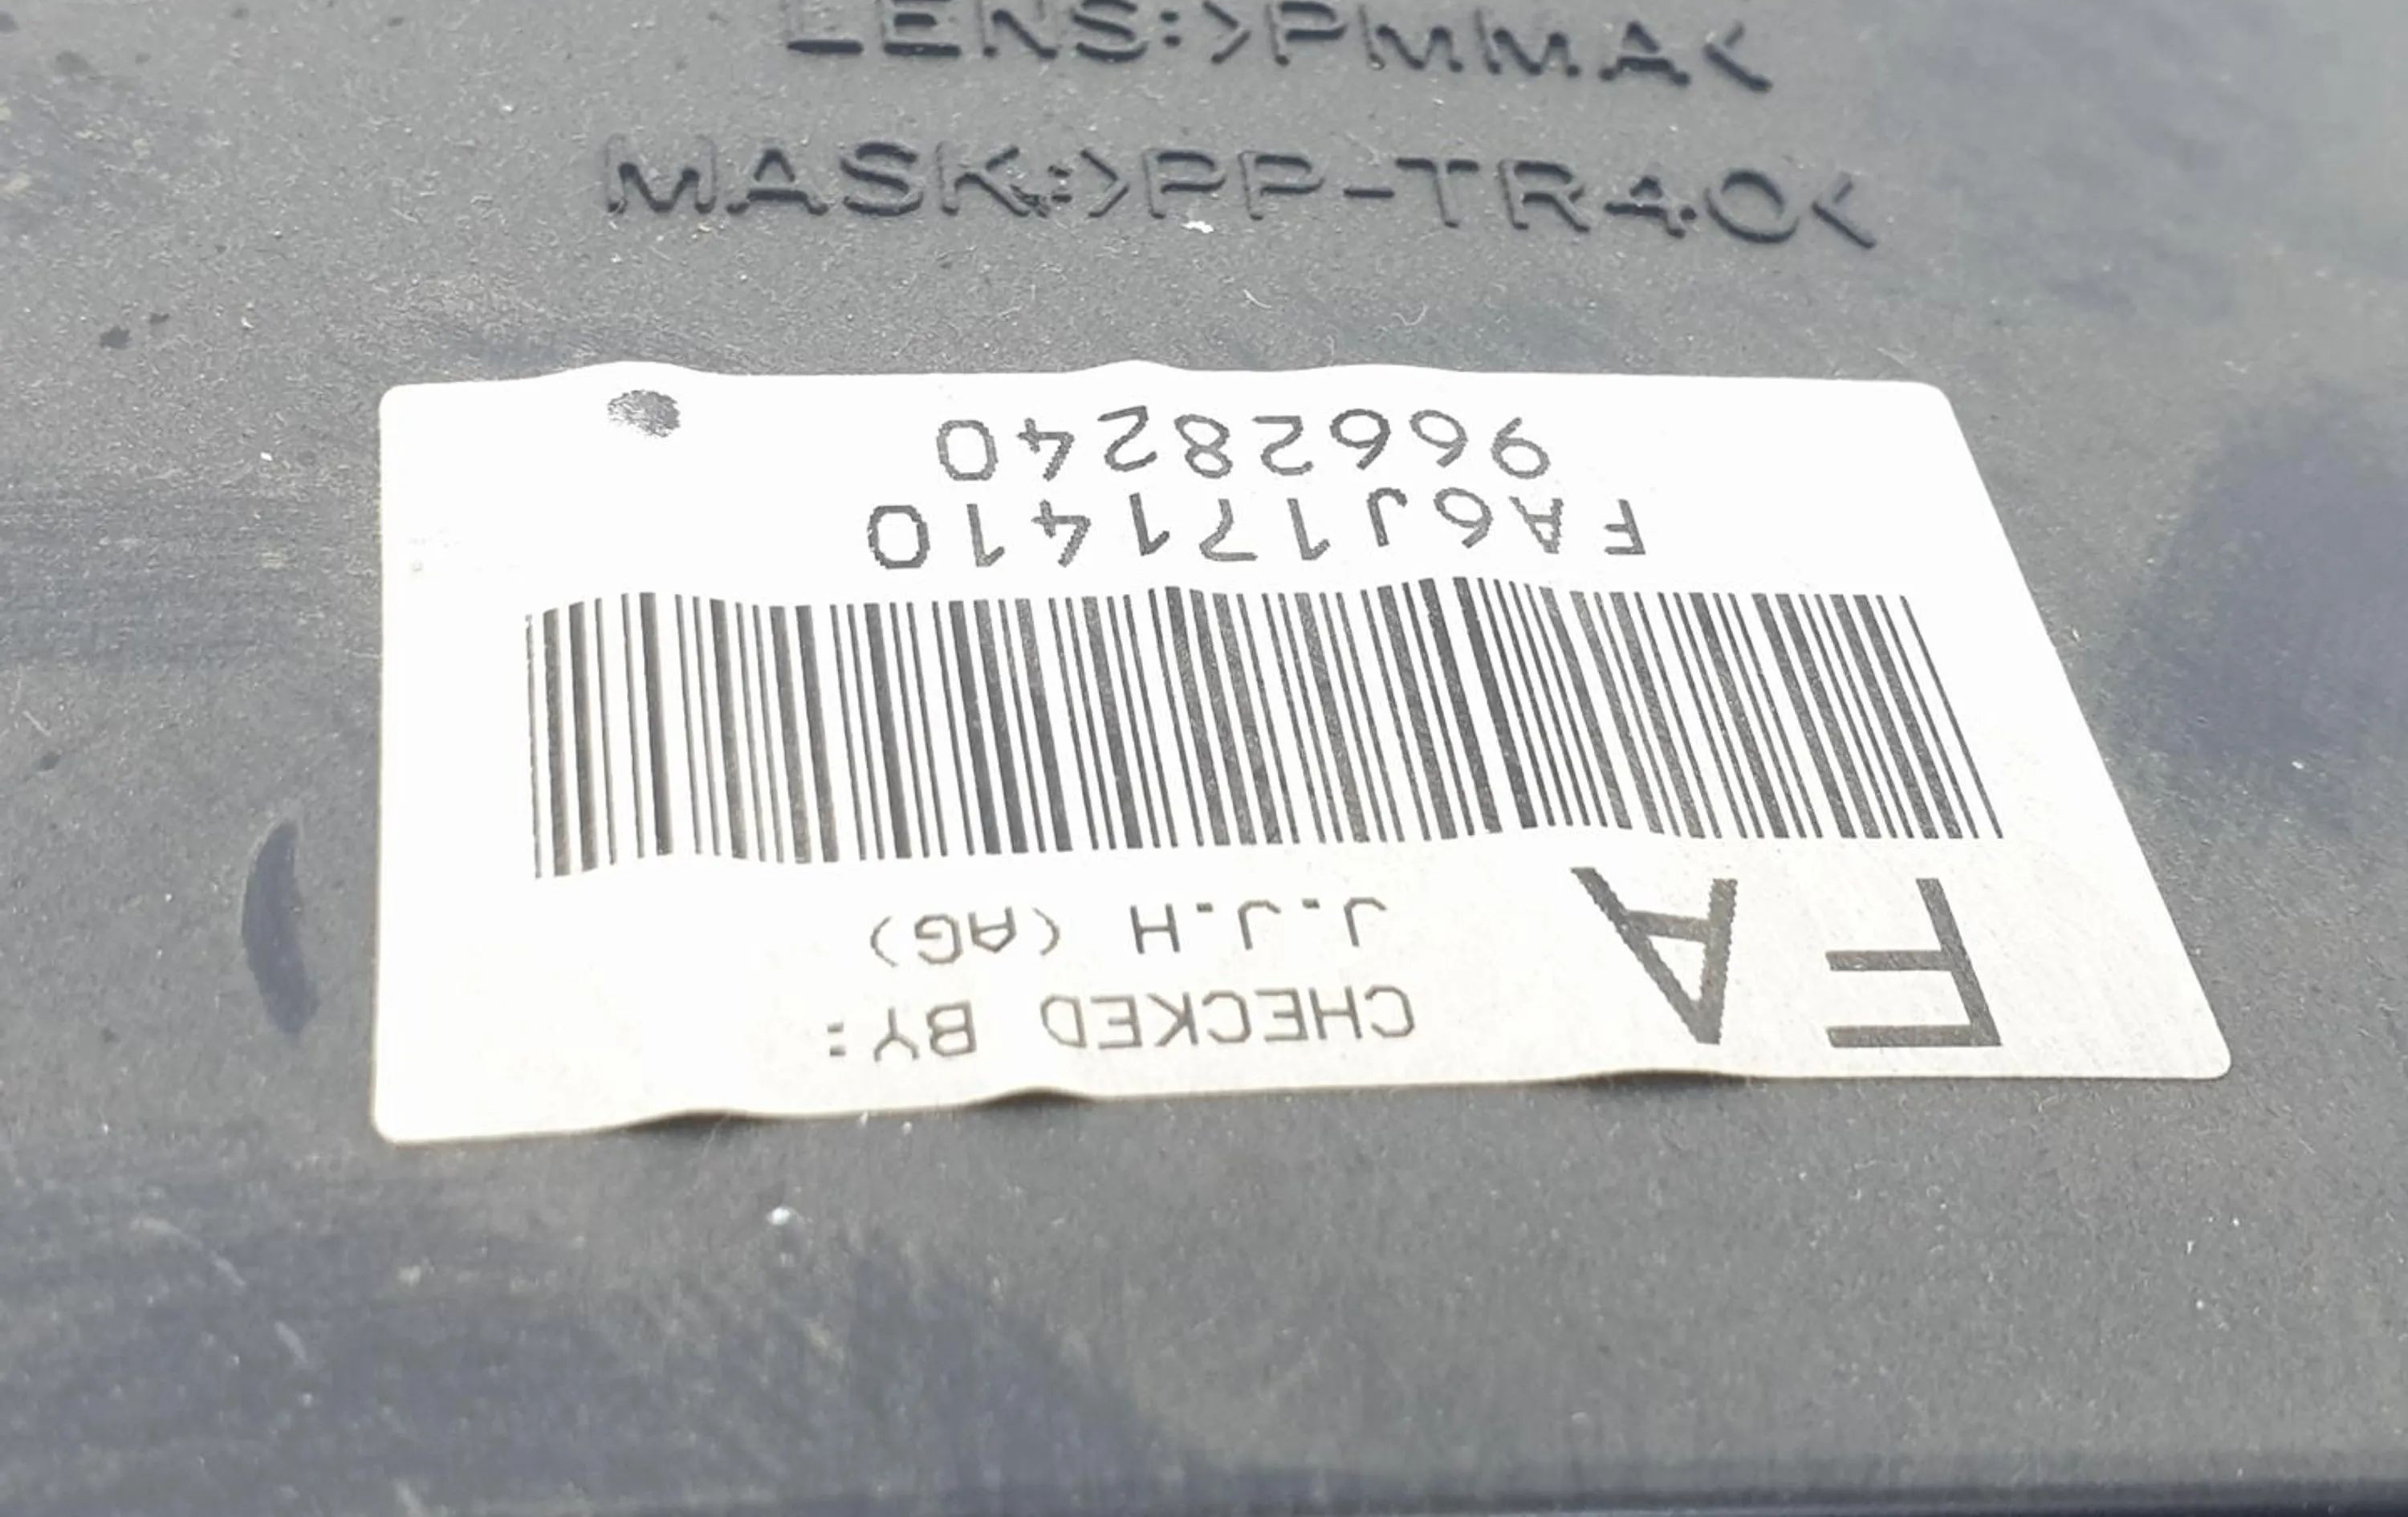 LENS:>PMMA<
MASK:>PP-TR40<
FA CHECKED BY:
J.J.H (AG)
FA6J171410
96628240